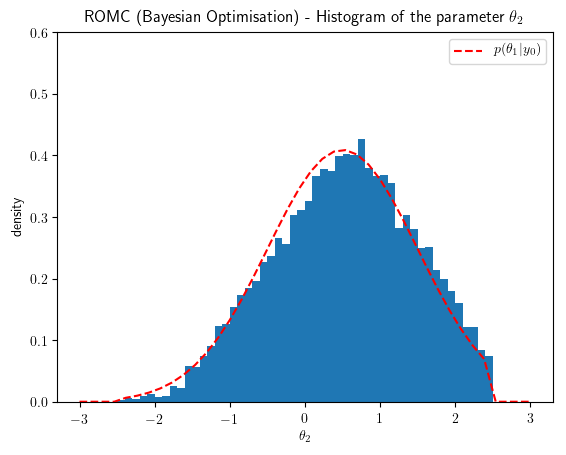 ROMC (Bayesian Optimisation) - Histogram of the parameter θ₂
p(θ₁|y₀)
0.6
0.5
0.4
0.3
0.2
0.1
0.0
density
−3 −2 −1 0 1 2 3
θ₂